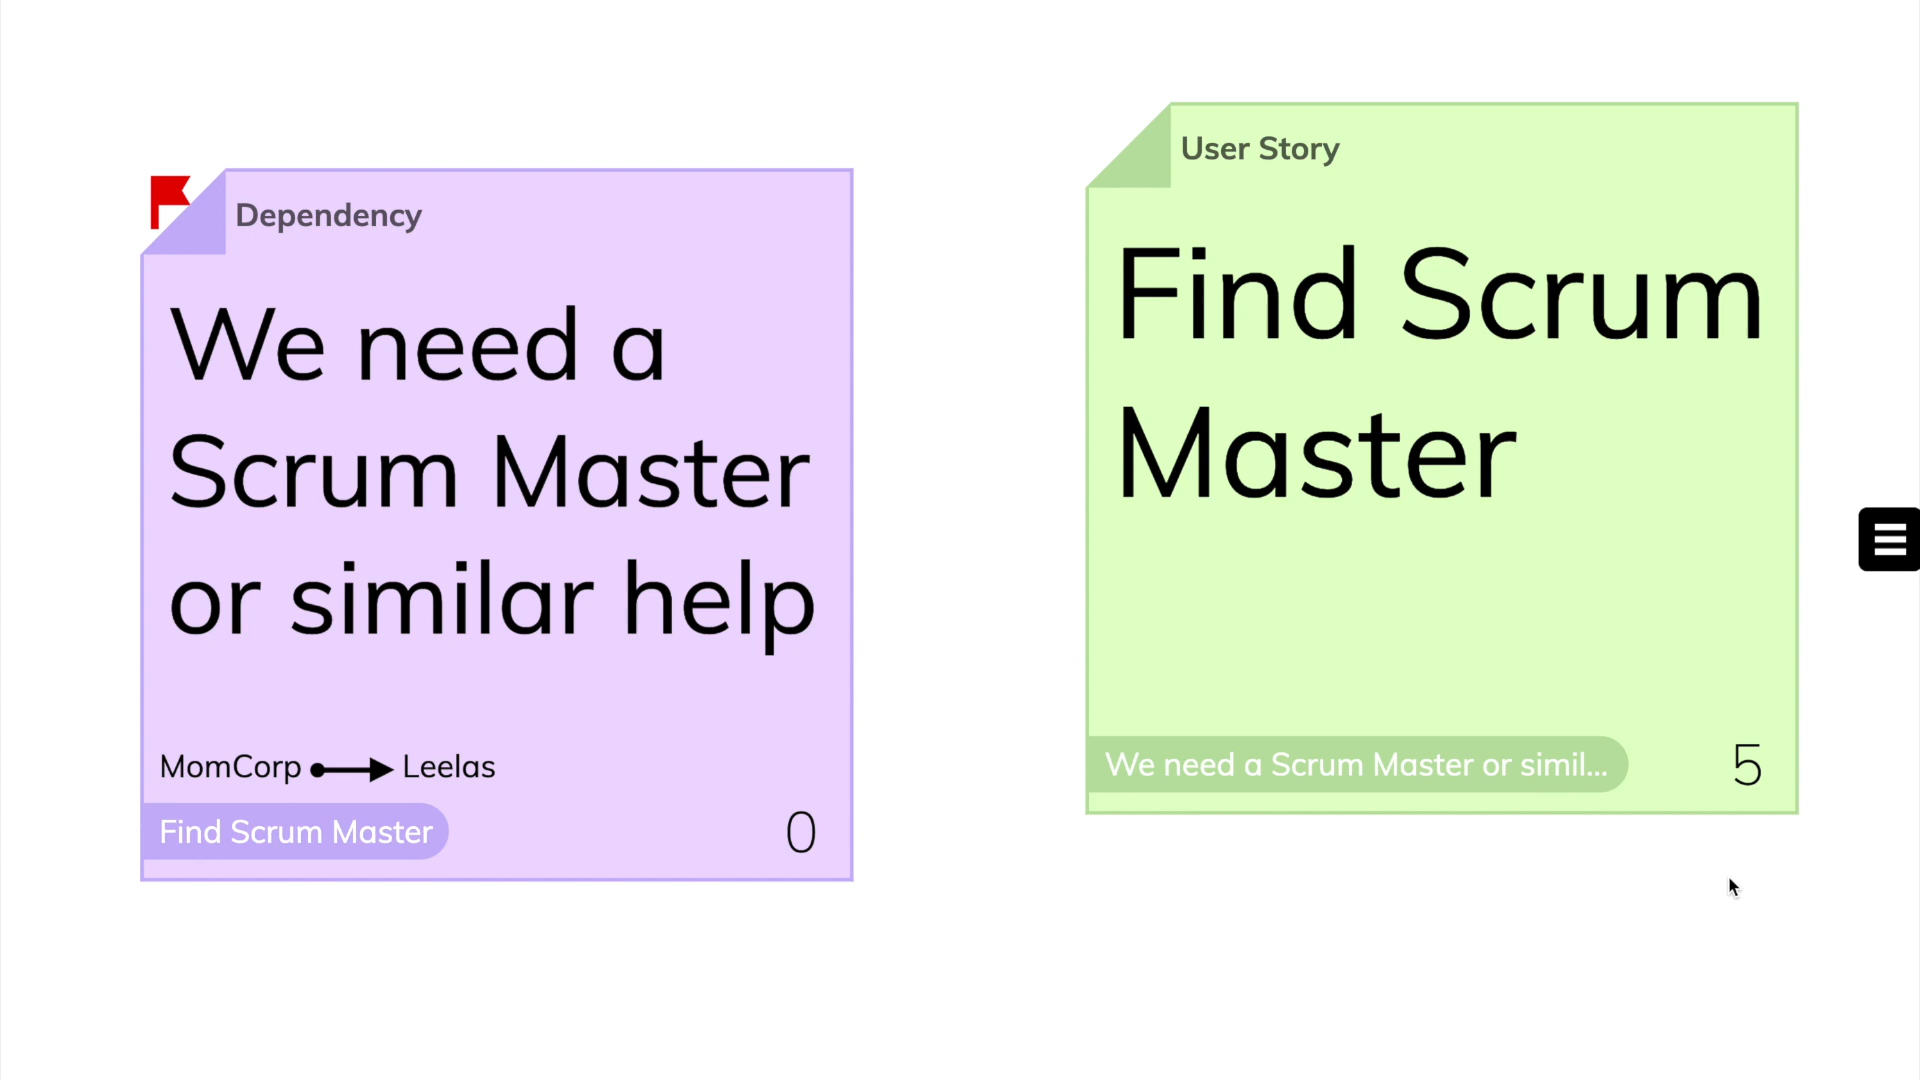 Dependency
We need a
Scrum Master
or similar help
MomCorp Leelas
Find Scrum Master
0
User Story
Find Scrum
Master
We need a Scrum Master or simil...
5